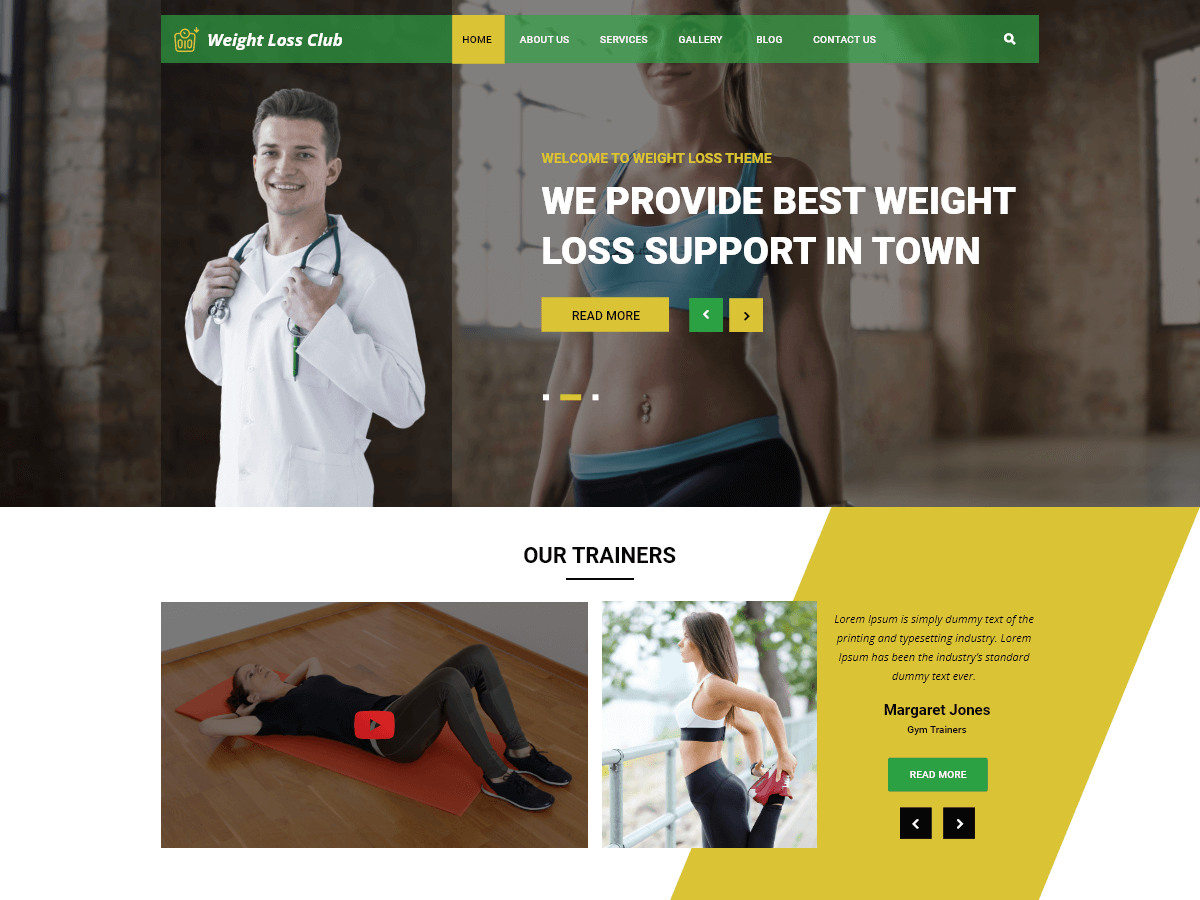 Weight Loss Club
HOME ABOUT US SERVICES GALLERY BLOG CONTACT US
WELCOME TO WEIGHT LOSS THEME
WE PROVIDE BEST WEIGHT
LOSS SUPPORT IN TOWN
READ MORE
OUR TRAINERS
Lorem Ipsum is simply dummy text of the
printing and typesetting industry. Lorem
Ipsum has been the industry's standard
dummy text ever.
Margaret Jones
Gym Trainers
READ MORE